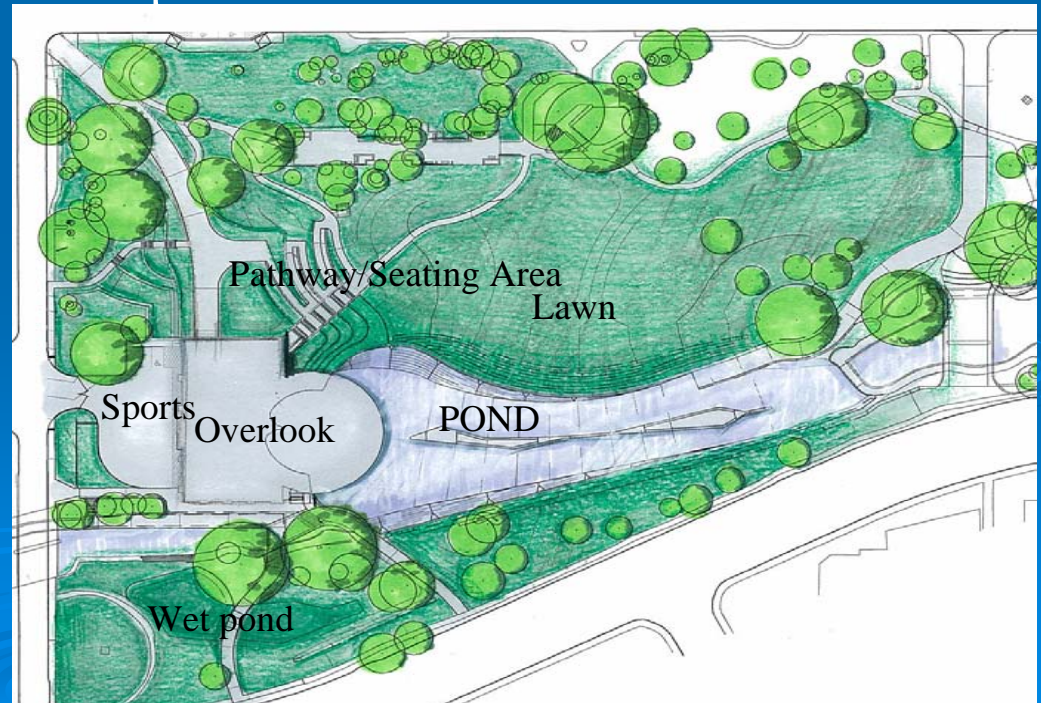 Pathway/Seating Area
Lawn
Sports
Overlook
POND
Wet pond